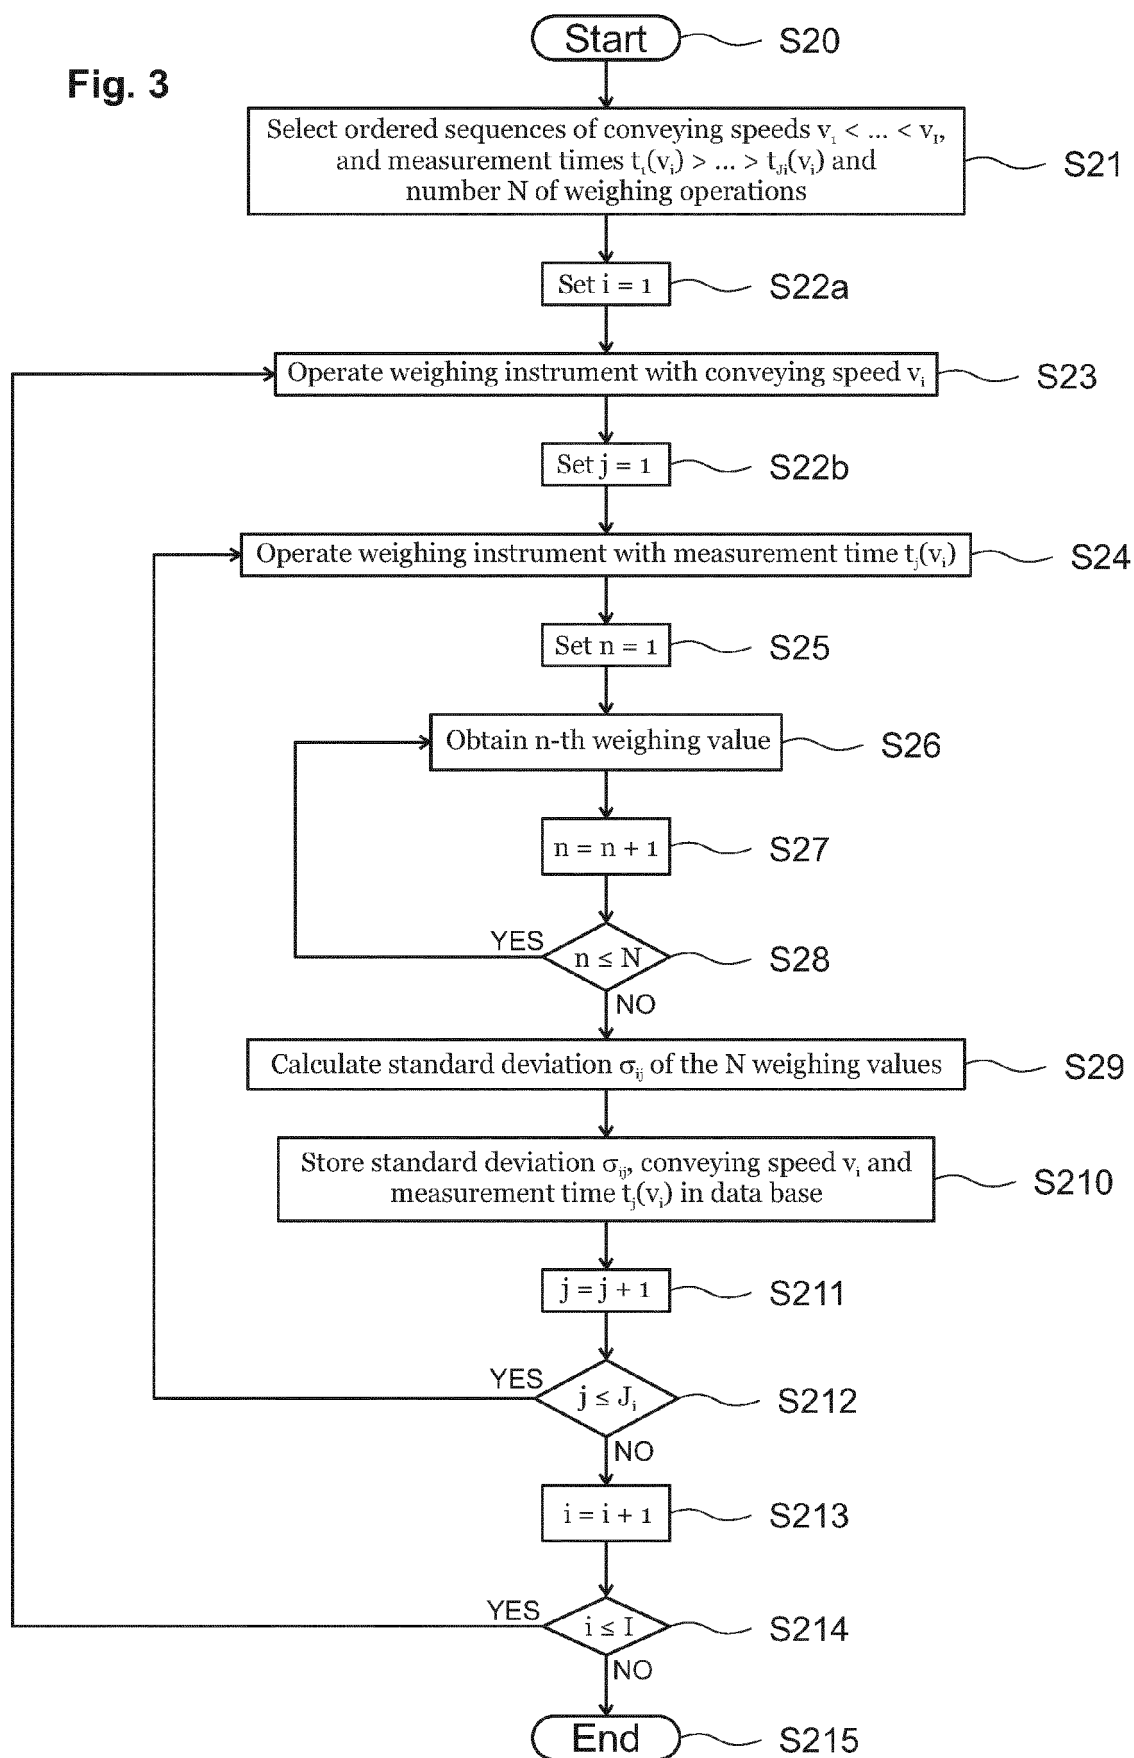 Fig. 3
Start
S20
Select ordered sequences of conveying speeds v₁ < ... < v_I,
and measurement times t₁(vᵢ) > ... > t_Ji(vᵢ) and
number N of weighing operations
S21
Set i = 1
S22a
Operate weighing instrument with conveying speed vᵢ
S23
Set j = 1
S22b
Operate weighing instrument with measurement time tⱼ(vᵢ)
S24
Set n = 1
S25
Obtain n-th weighing value
S26
n = n + 1
S27
YES
n ≤ N
S28
NO
Calculate standard deviation σᵢⱼ of the N weighing values
S29
Store standard deviation σᵢⱼ, conveying speed vᵢ and
measurement time tⱼ(vᵢ) in data base
S210
j = j + 1
S211
YES
j ≤ Jᵢ
S212
NO
i = i + 1
S213
YES
i ≤ I
S214
NO
End
S215